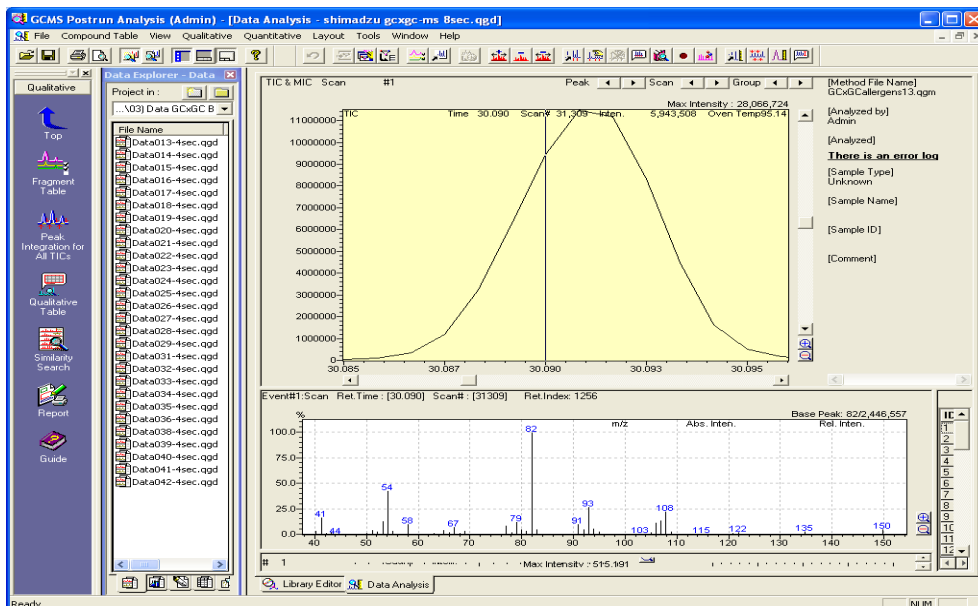 GCMS Postrun Analysis (Admin) - [Data Analysis - shimadzu gcxgc-ms 8sec.qgd]
File Compound Table View Qualitative Quantitative Layout Tools Window Help
Qualitative
Top
Fragment
Table
Peak
Integration for
All TICs
Qualitative
Table
Similarity
Search
Report
Guide
Data Explorer - Data
Project in :
...\03) Data GCxGC B
File Name
Data013-4sec.qgd
Data014-4sec.qgd
Data015-4sec.qgd
Data016-4sec.qgd
Data017-4sec.qgd
Data018-4sec.qgd
Data019-4sec.qgd
Data020-4sec.qgd
Data021-4sec.qgd
Data022-4sec.qgd
Data023-4sec.qgd
Data024-4sec.qgd
Data025-4sec.qgd
Data026-4sec.qgd
Data027-4sec.qgd
Data028-4sec.qgd
Data029-4sec.qgd
Data031-4sec.qgd
Data032-4sec.qgd
Data033-4sec.qgd
Data034-4sec.qgd
Data035-4sec.qgd
Data036-4sec.qgd
Data038-4sec.qgd
Data039-4sec.qgd
Data040-4sec.qgd
Data041-4sec.qgd
Data042-4sec.qgd
TIC & MIC Scan #1 Peak Scan Group
Max Intensity : 28,066,724
TIC Time 30.090 Scan# 31,309 Inten. 5,943,508 Oven Temp95.14
11000000
10000000
9000000
8000000
7000000
6000000
5000000
4000000
3000000
2000000
1000000
0
30.085 30.087 30.090 30.093 30.095
[Method File Name]
GCxGCallergens13.qgm
[Analyzed by]
Admin
[Analyzed]
There is an error log
[Sample Type]
Unknown
[Sample Name]
[Sample ID]
[Comment]
Event#1:Scan Ret.Time : [30.090] Scan# : [31309] Ret.Index: 1256
% Base Peak: 82/2,446,557
m/z Abs. Inten. Rel. Inten.
100.0
75.0
50.0
25.0
0.0
41 44 54 58 67 79 82 91 93 103 108 115 122 135 150
40 50 60 70 80 90 100 110 120 130 140 150
1
2
3
4
5
6
7
8
9
10
11
12
# 1 Max Intensity : 515,191
Library Editor Data Analysis
Ready NUM